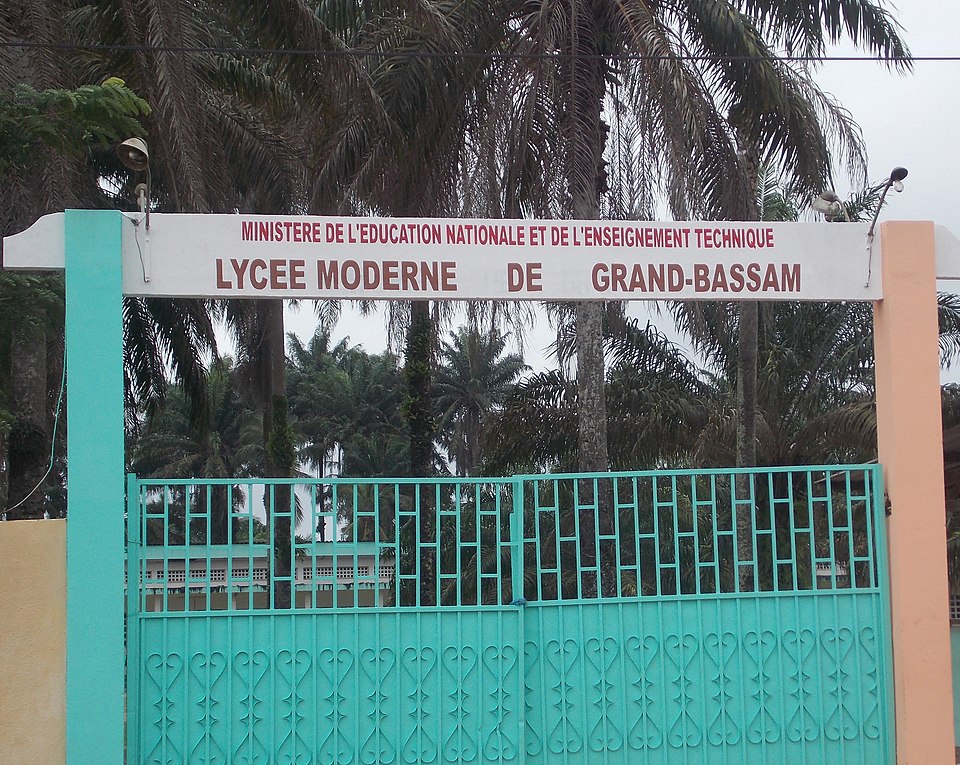 MINISTERE DE L'EDUCATION NATIONALE ET DE L'ENSEIGNEMENT TECHNIQUE
LYCEE MODERNE DE GRAND-BASSAM